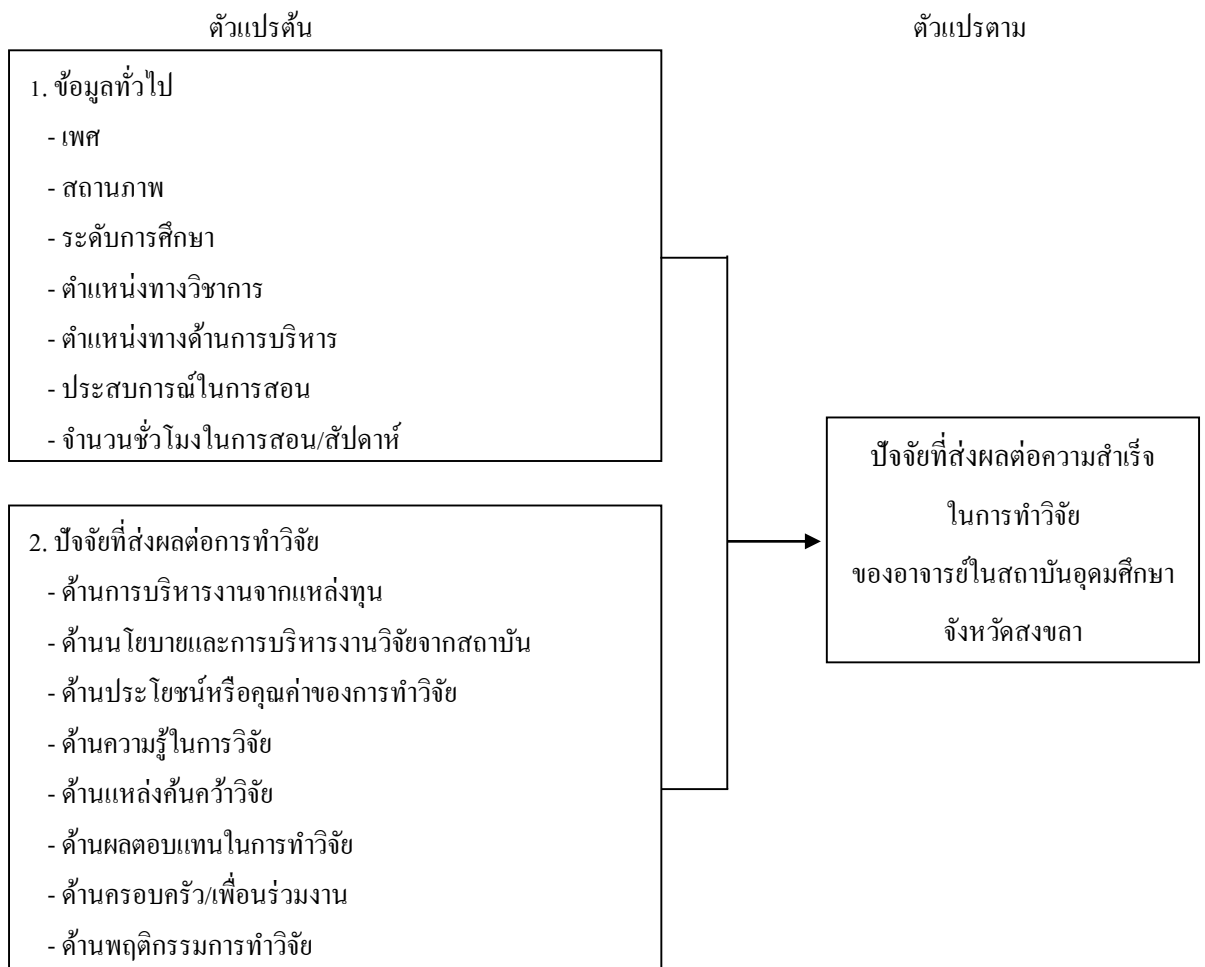 ตัวแปรต้น
ตัวแปรตาม
1. ข้อมูลทั่วไป
- เพศ
- สถานภาพ
- ระดับการศึกษา
- ตำแหน่งทางวิชาการ
- ตำแหน่งทางด้านการบริหาร
- ประสบการณ์ในการสอน
- จำนวนชั่วโมงในการสอน/สัปดาห์
2. ปัจจัยที่ส่งผลต่อการทำวิจัย
- ด้านการบริหารงานจากแหล่งทุน
- ด้านนโยบายและการบริหารงานวิจัยจากสถาบัน
- ด้านประโยชน์หรือคุณค่าของการทำวิจัย
- ด้านความรู้ในการวิจัย
- ด้านแหล่งค้นคว้าวิจัย
- ด้านผลตอบแทนในการทำวิจัย
- ด้านครอบครัว/เพื่อนร่วมงาน
- ด้านพฤติกรรมการทำวิจัย
ปัจจัยที่ส่งผลต่อความสำเร็จ
ในการทำวิจัย
ของอาจารย์ในสถาบันอุดมศึกษา
จังหวัดสงขลา